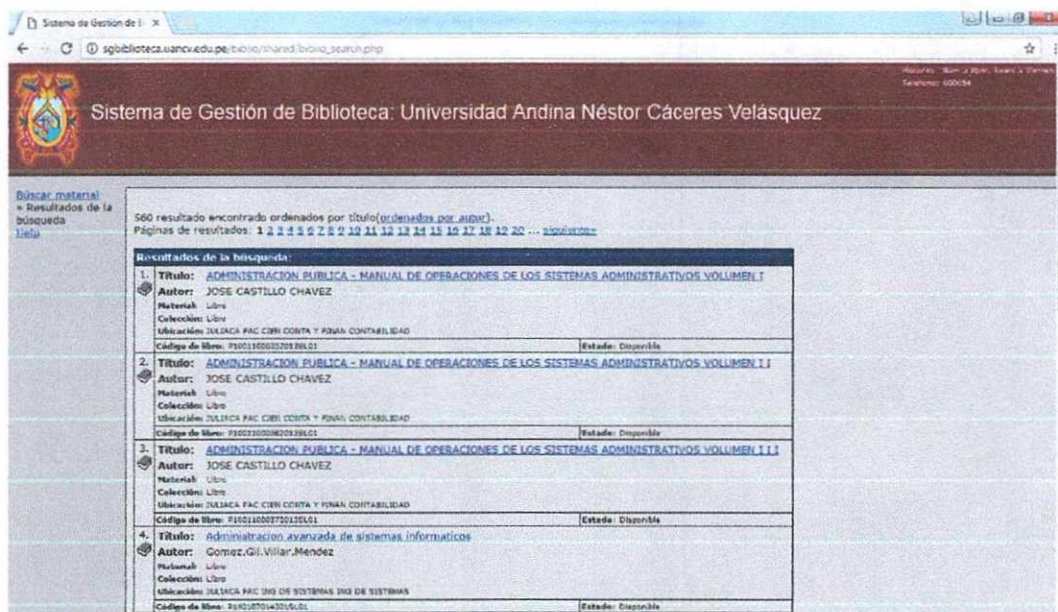 Sistema de Gestion de B
sgbiblioteca.uancv.edu.pe/biblio/shared/biblio_search.php
Sistema de Gestión de Biblioteca: Universidad Andina Néstor Cáceres Velásquez
Búscar material
» Resultados de la
búsqueda
Help
560 resultado encontrado ordenados por título(ordenados por autor).
Páginas de resultados: 1 2 3 4 5 6 7 8 9 10 11 12 13 14 15 16 17 18 19 20 ... siguiente»
Resultados de la búsqueda:
1. Título: ADMINISTRACION PUBLICA - MANUAL DE OPERACIONES DE LOS SISTEMAS ADMINISTRATIVOS VOLUMEN I
Autor: JOSE CASTILLO CHAVEZ
Material: Libro
Colección: Libro
Ubicación: JULIACA FAC CIEN CONTA Y FINAN CONTABILIDAD
Código de libro: Estado: Disponible
2. Título: ADMINISTRACION PUBLICA - MANUAL DE OPERACIONES DE LOS SISTEMAS ADMINISTRATIVOS VOLUMEN I I
Autor: JOSE CASTILLO CHAVEZ
Material: Libro
Colección: Libro
Ubicación: JULIACA FAC CIEN CONTA Y FINAN CONTABILIDAD
Código de libro: Estado: Disponible
3. Título: ADMINISTRACION PUBLICA - MANUAL DE OPERACIONES DE LOS SISTEMAS ADMINISTRATIVOS VOLUMEN I I I
Autor: JOSE CASTILLO CHAVEZ
Material: Libro
Colección: Libro
Ubicación: JULIACA FAC CIEN CONTA Y FINAN CONTABILIDAD
Código de libro: Estado: Disponible
4. Título: Administracion avanzada de sistemas informaticos
Autor: Gomez.Gil.Villar.Mendez
Material: Libro
Colección: Libro
Ubicación: JULIACA FAC ING DE SISTEMAS ING DE SISTEMAS
Código de libro: Estado: Disponible